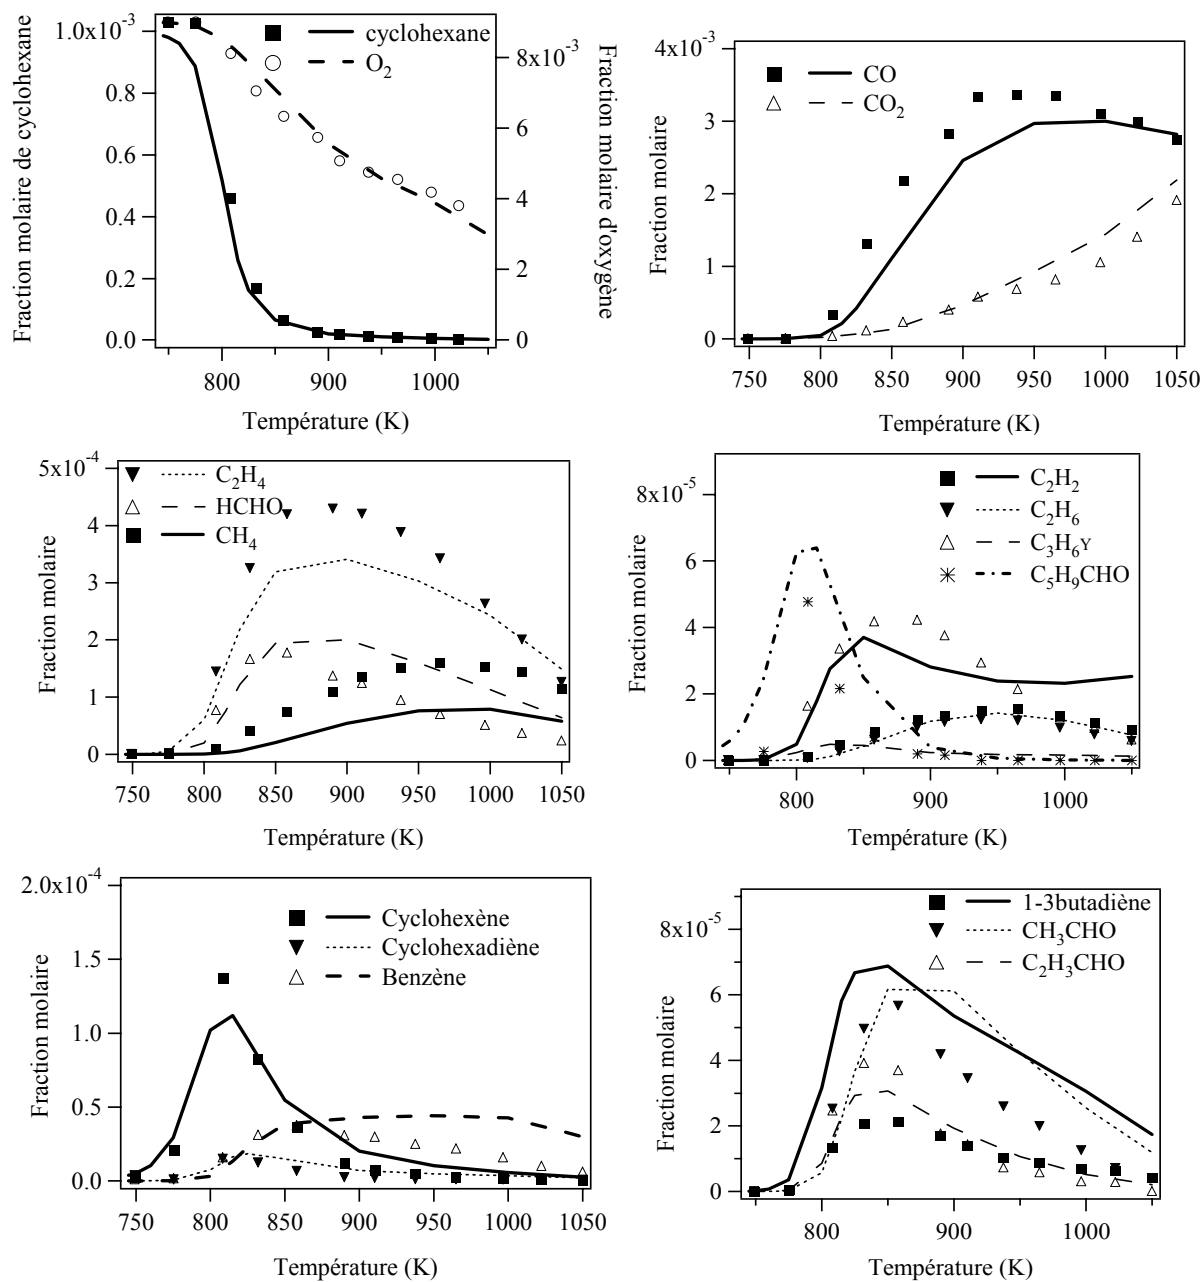 1.0x10⁻³
0.8
0.6
0.4
0.2
0.0
Fraction molaire de cyclohexane
cyclohexane
O₂
8x10⁻³
6
4
2
0
Fraction molaire d'oxygène
800 900 1000
Température (K)
4x10⁻³
3
2
1
0
Fraction molaire
CO
CO₂
750 800 850 900 950 1000 1050
Température (K)
5x10⁻⁴
4
3
2
1
0
Fraction molaire
C₂H₄
HCHO
CH₄
750 800 850 900 950 1000 1050
Température (K)
8x10⁻⁵
6
4
2
0
Fraction molaire
C₂H₂
C₂H₆
C₃H₆Y
C₅H₉CHO
800 900 1000
Température (K)
2.0x10⁻⁴
1.5
1.0
0.5
0.0
Fraction molaire
Cyclohexène
Cyclohexadiène
Benzène
750 800 850 900 950 1000 1050
Température (K)
8x10⁻⁵
6
4
2
0
Fraction molaire
1-3butadiène
CH₃CHO
C₂H₃CHO
800 900 1000
Température (K)